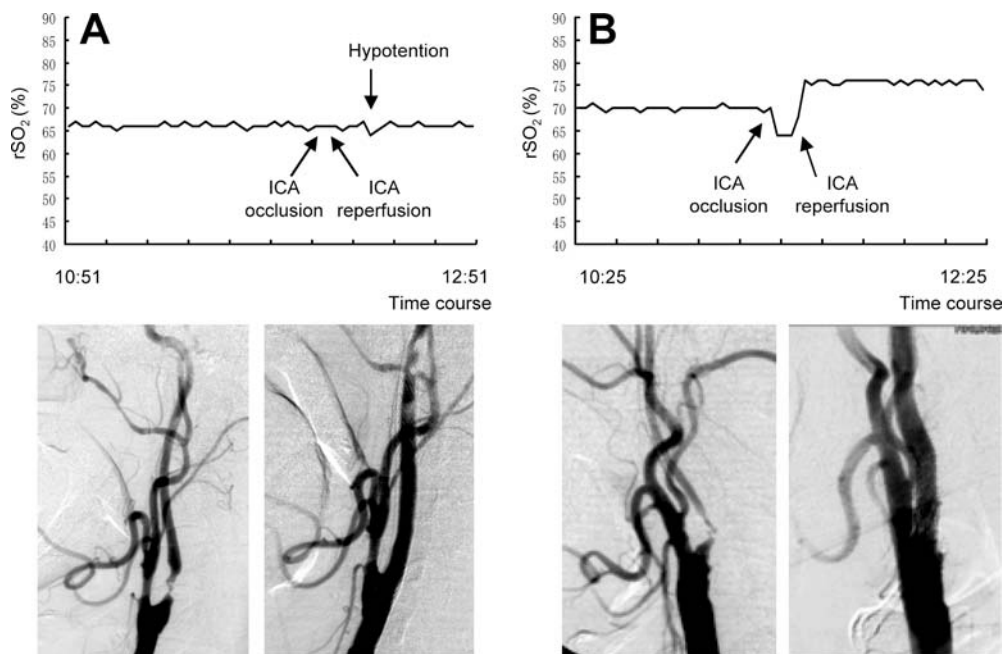 A
90
85
80
75
70
65
60
55
50
45
40
rSO₂ (%)
Hypotention
ICA
occlusion
ICA
reperfusion
10:51
12:51
Time course
B
90
85
80
75
70
65
60
55
50
45
40
rSO₂ (%)
ICA
occlusion
ICA
reperfusion
10:25
12:25
Time course